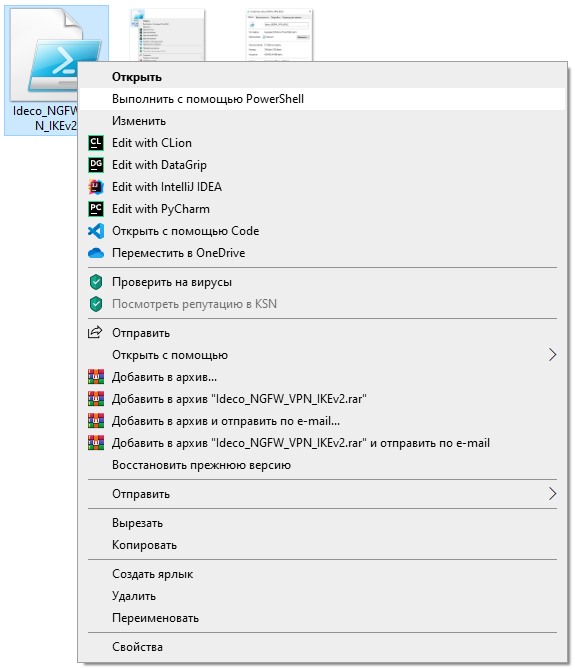 Ideco_NGFW
N_IKEv2
Открыть
Выполнить с помощью PowerShell
Изменить
CL Edit with CLion
DG Edit with DataGrip
Edit with IntelliJ IDEA
PC Edit with PyCharm
Открыть с помощью Code
Переместить в OneDrive
Проверить на вирусы
Посмотреть репутацию в KSN
Отправить
Открыть с помощью
Добавить в архив...
Добавить в архив "Ideco_NGFW_VPN_IKEv2.rar"
Добавить в архив и отправить по e-mail...
Добавить в архив "Ideco_NGFW_VPN_IKEv2.rar" и отправить по e-mail
Восстановить прежнюю версию
Отправить
Вырезать
Копировать
Создать ярлык
Удалить
Переименовать
Свойства